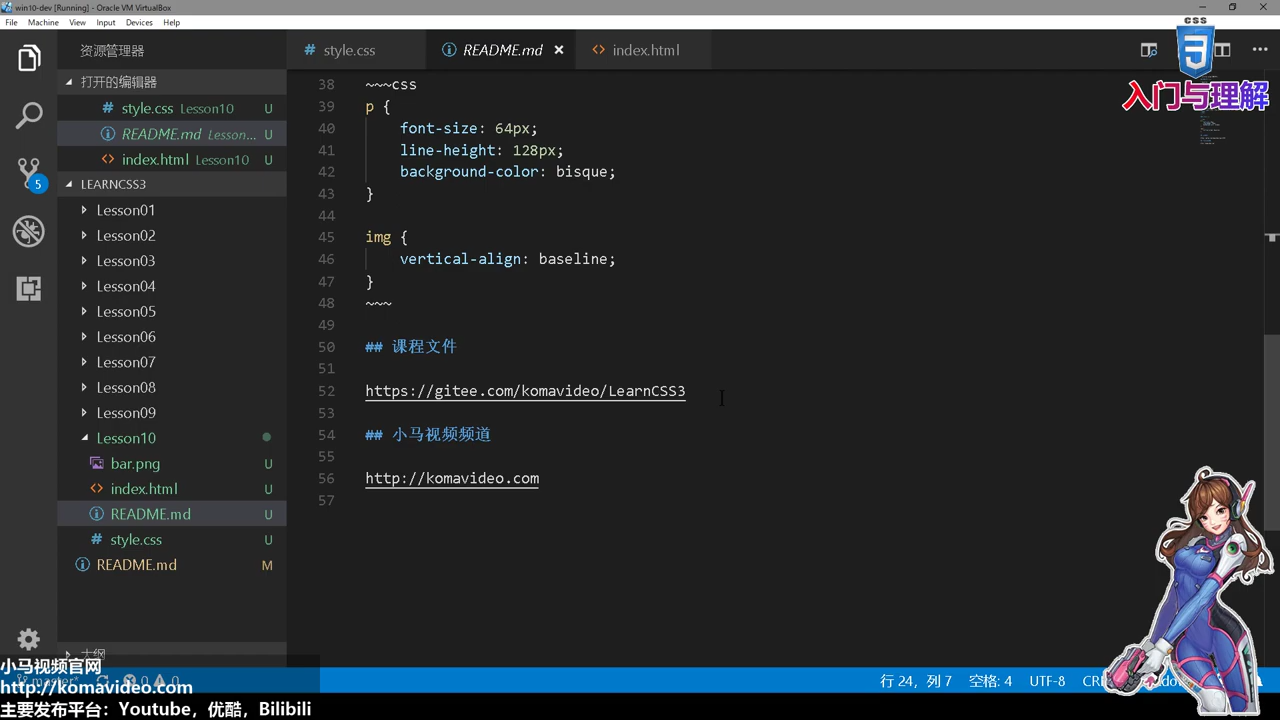 win10-dev [Running] - Oracle VM VirtualBox
File Machine View Input Devices Help
资源管理器
打开的编辑器
# style.css Lesson10 U
README.md Lesson... U
<> index.html Lesson10 U
5
LEARNCSS3
Lesson01
Lesson02
Lesson03
Lesson04
Lesson05
Lesson06
Lesson07
Lesson08
Lesson09
Lesson10
bar.png U
<> index.html U
README.md U
# style.css U
README.md M
大纲
# style.css README.md × <> index.html
38 ~~~css
39 p {
40 font-size: 64px;
41 line-height: 128px;
42 background-color: bisque;
43 }
44
45 img {
46 vertical-align: baseline;
47 }
48 ~~~
49
50 ## 课程文件
51
52 https://gitee.com/komavideo/LearnCSS3
53
54 ## 小马视频频道
55
56 http://komavideo.com
57
CSS
3
入门与理解
master* 0 0
行 24，列 7 空格: 4 UTF-8
小马视频官网
http://komavideo.com
主要发布平台：Youtube，优酷，Bilibili